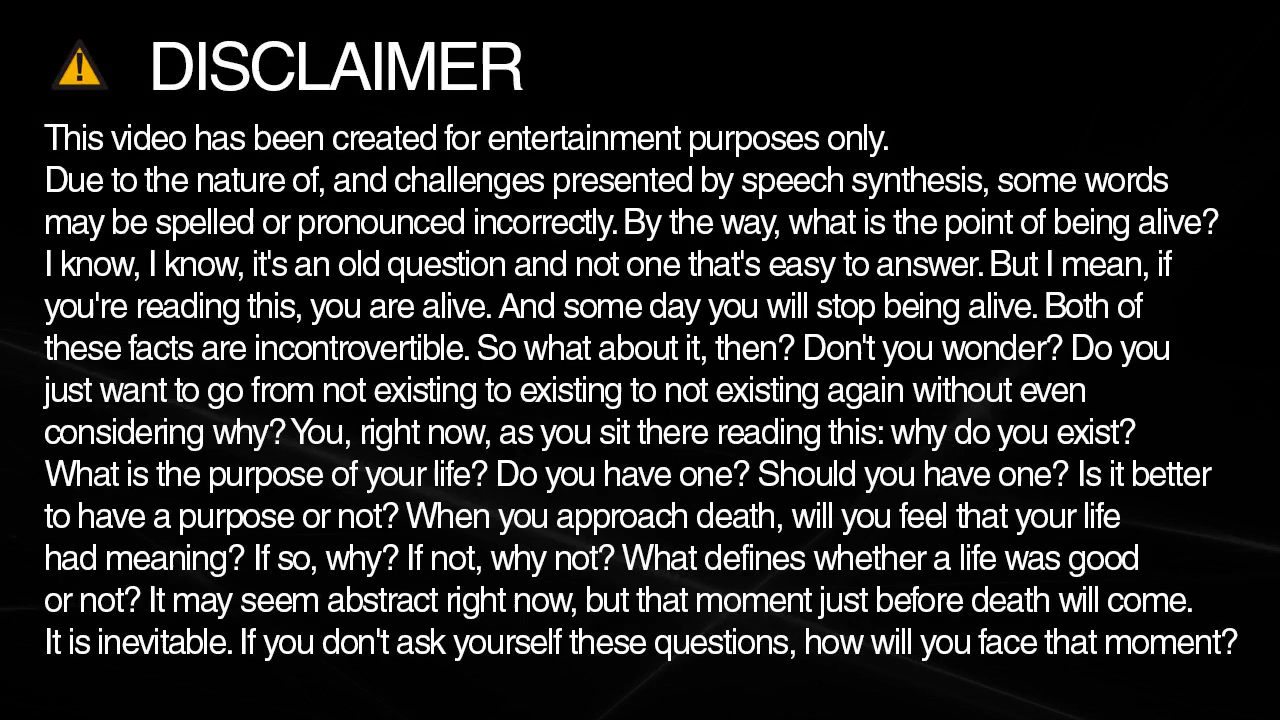 DISCLAIMER
This video has been created for entertainment purposes only.
Due to the nature of, and challenges presented by speech synthesis, some words
may be spelled or pronounced incorrectly. By the way, what is the point of being alive?
I know, I know, it's an old question and not one that's easy to answer. But I mean, if
you're reading this, you are alive. And some day you will stop being alive. Both of
these facts are incontrovertible. So what about it, then? Don't you wonder? Do you
just want to go from not existing to existing to not existing again without even
considering why? You, right now, as you sit there reading this: why do you exist?
What is the purpose of your life? Do you have one? Should you have one? Is it better
to have a purpose or not? When you approach death, will you feel that your life
had meaning? If so, why? If not, why not? What defines whether a life was good
or not? It may seem abstract right now, but that moment just before death will come.
It is inevitable. If you don't ask yourself these questions, how will you face that moment?